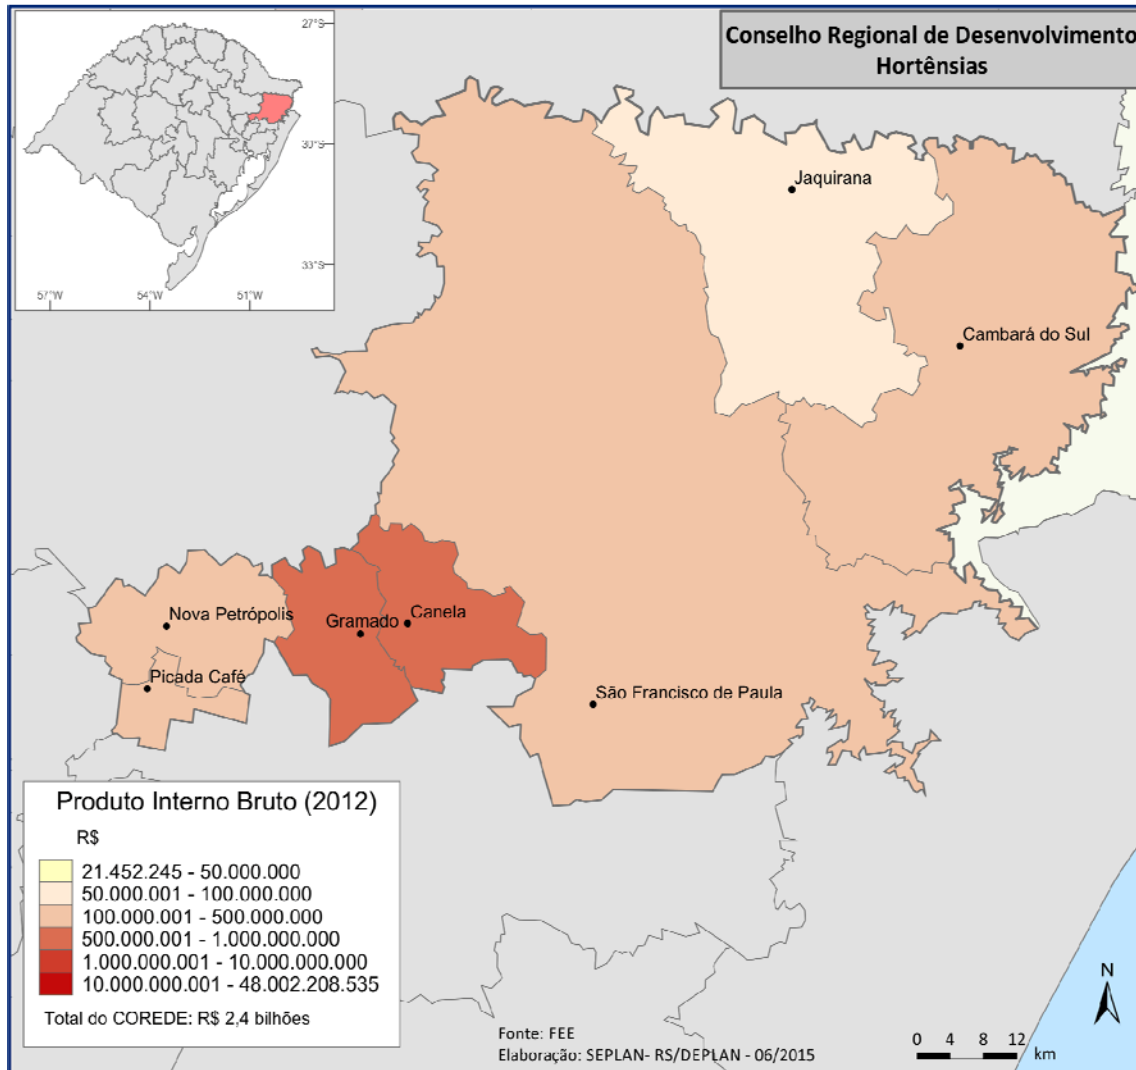 Conselho Regional de Desenvolvimento
Hortênsias
27°S
30°S
33°S
57°W
54°W
51°W
Jaquirana
Cambará do Sul
Nova Petrópolis
Gramado
Canela
Picada Café
São Francisco de Paula
Produto Interno Bruto (2012)
R$
21.452.245 - 50.000.000
50.000.001 - 100.000.000
100.000.001 - 500.000.000
500.000.001 - 1.000.000.000
1.000.000.001 - 10.000.000.000
10.000.000.001 - 48.002.208.535
Total do COREDE: R$ 2,4 bilhões
Fonte: FEE
Elaboração: SEPLAN- RS/DEPLAN - 06/2015
N
0 4 8 12
km